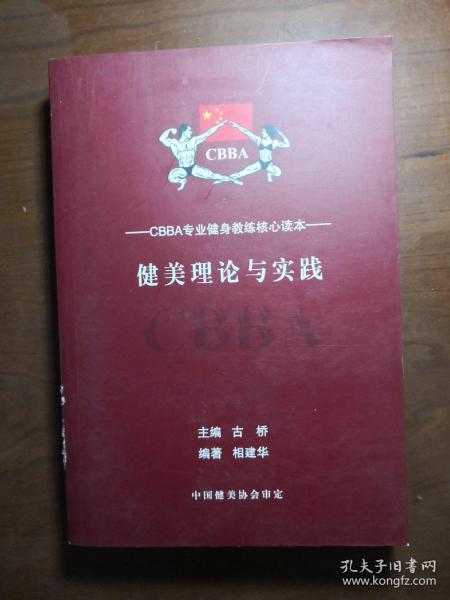 CBBA
——CBBA专业健身教练核心读本——
健美理论与实践
CBBA
主编 古 桥
编著 相建华
中国健美协会审定
孔夫子旧书网
www.kongfz.com